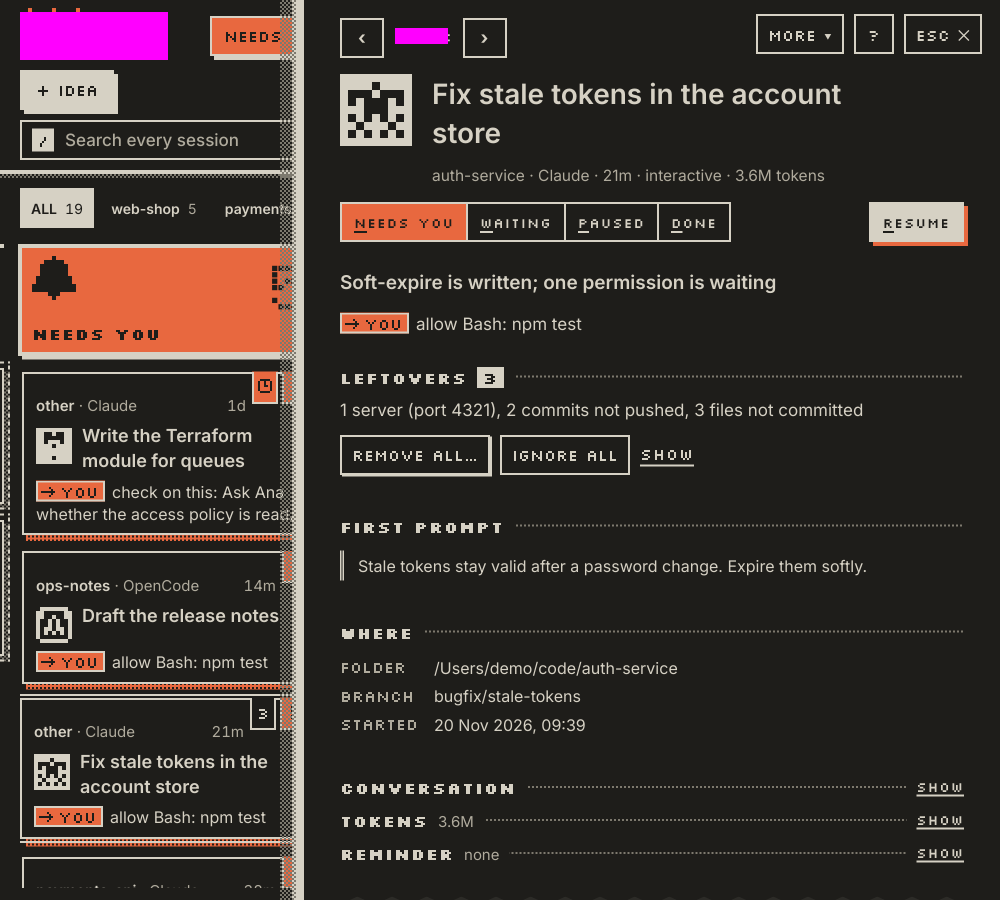 NEEDS
+ IDEA
/ Search every session
ALL 19 web-shop 5
NEEDS YOU
other · Claude 1d
Write the Terraform
module for queues
→ YOU check on this: Ask Ana
whether the access policy is
ops-notes · OpenCode 14m
Draft the release notes
→ YOU allow Bash: npm test
3
other · Claude 21m
Fix stale tokens in the
account store
→ YOU allow Bash: npm test
‹ ›
MORE ▾ ? ESC ×
Fix stale tokens in the account
store
auth-service · Claude · 21m · interactive · 3.6M tokens
NEEDS YOU WAITING PAUSED DONE RESUME
Soft-expire is written; one permission is waiting
→ YOU allow Bash: npm test
LEFTOVERS 3
1 server (port 4321), 2 commits not pushed, 3 files not committed
REMOVE ALL… IGNORE ALL SHOW
FIRST PROMPT
Stale tokens stay valid after a password change. Expire them softly.
WHERE
FOLDER /Users/demo/code/auth-service
BRANCH bugfix/stale-tokens
STARTED 20 Nov 2026, 09:39
CONVERSATION SHOW
TOKENS 3.6M SHOW
REMINDER none SHOW